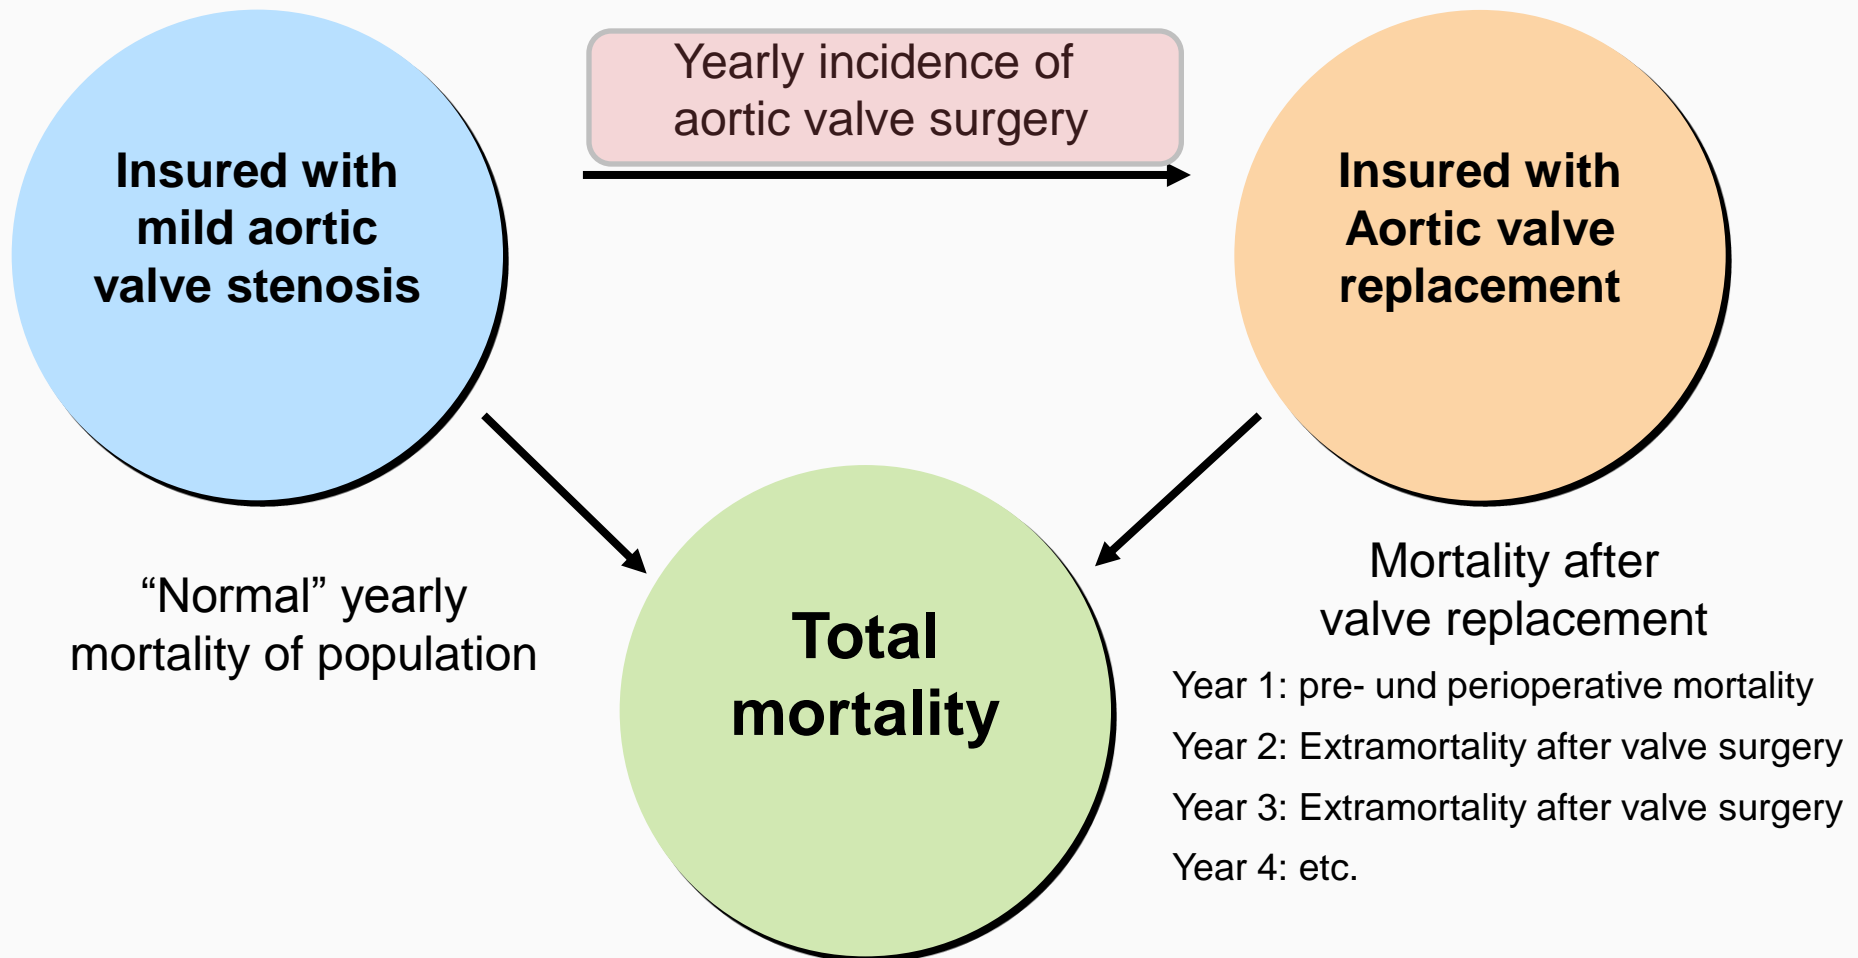 Yearly incidence of
aortic valve surgery
Insured with
mild aortic
valve stenosis
Insured with
Aortic valve
replacement
“Normal” yearly
mortality of population
Total
mortality
Mortality after
valve replacement
Year 1: pre- und perioperative mortality
Year 2: Extramortality after valve surgery
Year 3: Extramortality after valve surgery
Year 4: etc.